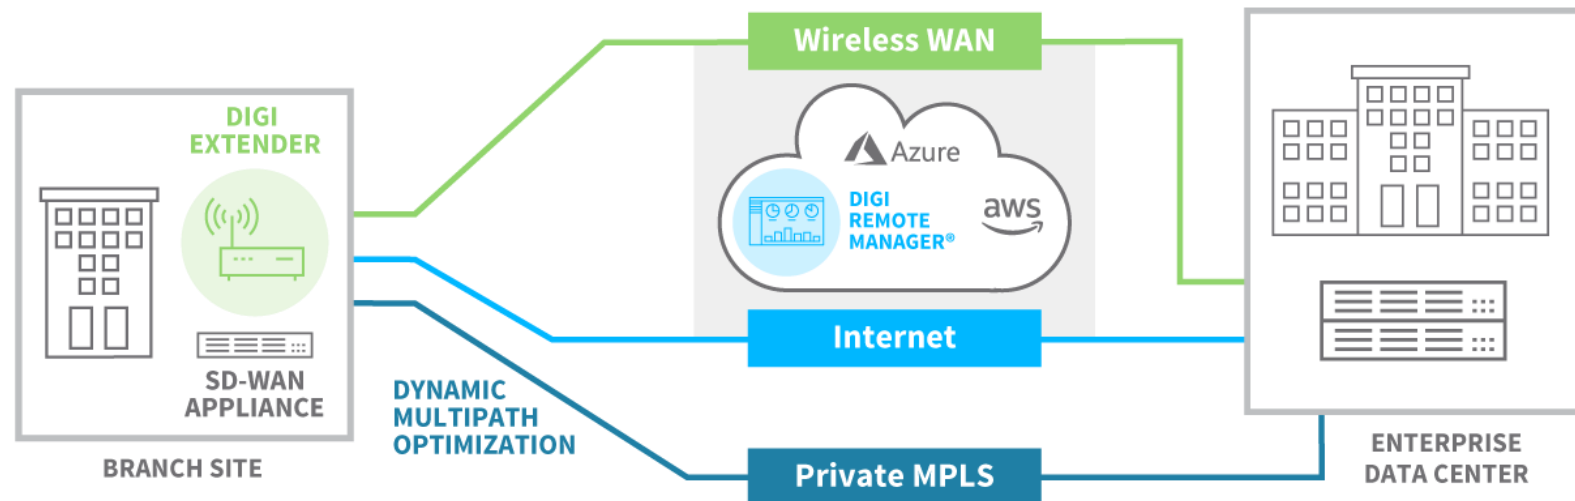 Wireless WAN
DIGI
EXTENDER
Azure
DIGI
REMOTE
MANAGER®
aws
Internet
SD-WAN
APPLIANCE
DYNAMIC
MULTIPATH
OPTIMIZATION
BRANCH SITE
Private MPLS
ENTERPRISE
DATA CENTER